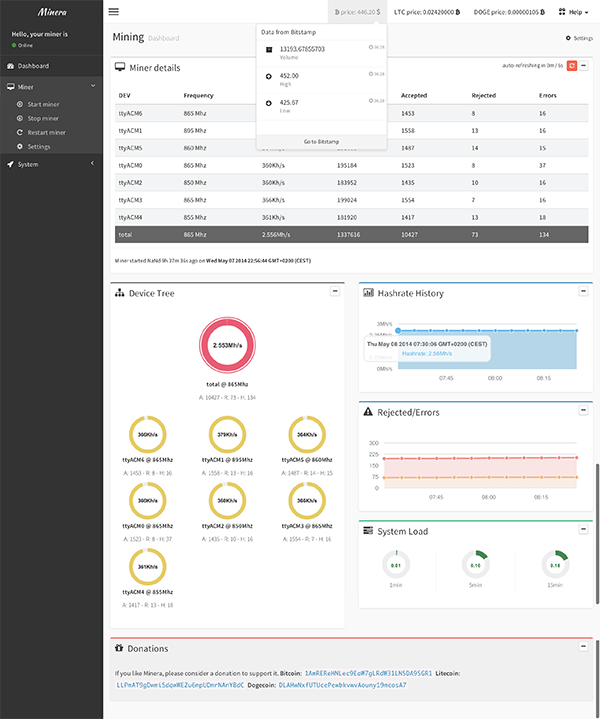 Minera
₿ price: 446.20 $
LTC price: 0.02420000 ₿
DOGE price: 0.00000105 ₿
Help
Hello, your miner is
Online
Dashboard
Miner
Start miner
Stop miner
Restart miner
Settings
System
Mining Dashboard
Settings
Data from Bitstamp
13193.67855703
Volume
452.00
High
425.67
Low
Go to Bitstamp
Miner details
auto-refreshing in 0m / 6s
DEV Frequency Accepted Rejected Errors
ttyACM6 865 Mhz 1453 8 16
ttyACM1 895 Mhz 1558 13 16
ttyACM5 860 Mhz 1487 14 15
ttyACM0 865 Mhz 360Kh/s 195184 1523 8 37
ttyACM2 850 Mhz 360Kh/s 183952 1435 10 16
ttyACM3 865 Mhz 366Kh/s 199024 1554 7 16
ttyACM4 855 Mhz 361Kh/s 181920 1417 13 18
total 865 Mhz 2.556Mh/s 1337616 10427 73 134
Miner started NaNd 9h 37m 36s ago on Wed May 07 2014 22:56:44 GMT+0200 (CEST)
Device Tree
2.553Mh/s
total @ 865Mhz
A: 10427 - R: 73 - H: 134
360Kh/s
ttyACM6 @ 865Mhz
A: 1453 - R: 8 - H: 16
379Kh/s
ttyACM1 @ 895Mhz
A: 1558 - R: 13 - H: 16
364Kh/s
ttyACM5 @ 860Mhz
A: 1487 - R: 14 - H: 15
360Kh/s
ttyACM0 @ 865Mhz
A: 1523 - R: 8 - H: 37
360Kh/s
ttyACM2 @ 850Mhz
A: 1435 - R: 10 - H: 16
366Kh/s
ttyACM3 @ 865Mhz
A: 1554 - R: 7 - H: 16
361Kh/s
ttyACM4 @ 855Mhz
A: 1417 - R: 13 - H: 18
Hashrate History
3Mh/s
Thu May 08 2014 07:30:06 GMT+0200 (CEST)
Hashrate: 2.56Mh/s
0Mh/s
07:45 08:00 08:15
Rejected/Errors
300
225
150
75
0
07:45 08:00 08:15
System Load
0.01
1min
0.10
5min
0.18
15min
Donations
If you like Minera, please consider a donation to support it. Bitcoin: Litecoin:
Dogecoin: